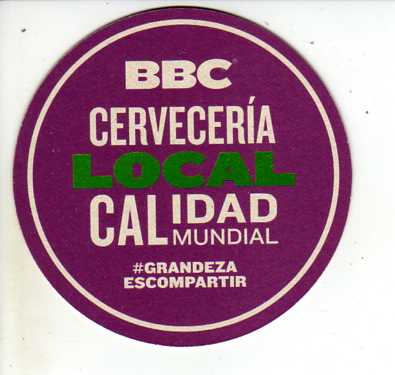 BBC
CERVECERÍA
LOCAL
CALIDAD
MUNDIAL
#GRANDEZA
ESCOMPARTIR